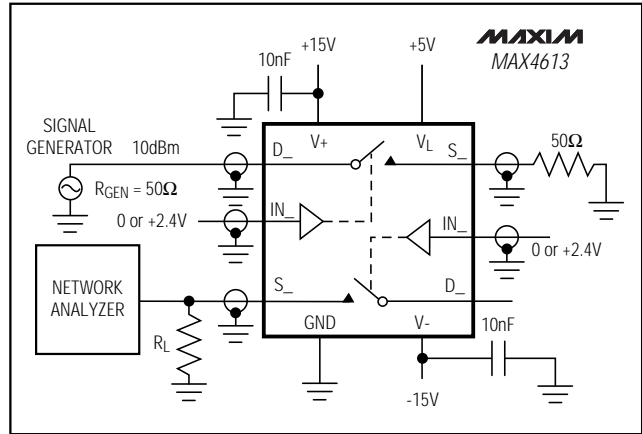 +15V
+5V
MAXIM
MAX4613
10nF
SIGNAL
GENERATOR
10dBm
D_
V+
VL
S_
50Ω
RGEN = 50Ω
IN_
0 or +2.4V
IN_
0 or +2.4V
NETWORK
ANALYZER
S_
D_
RL
GND
V-
10nF
-15V